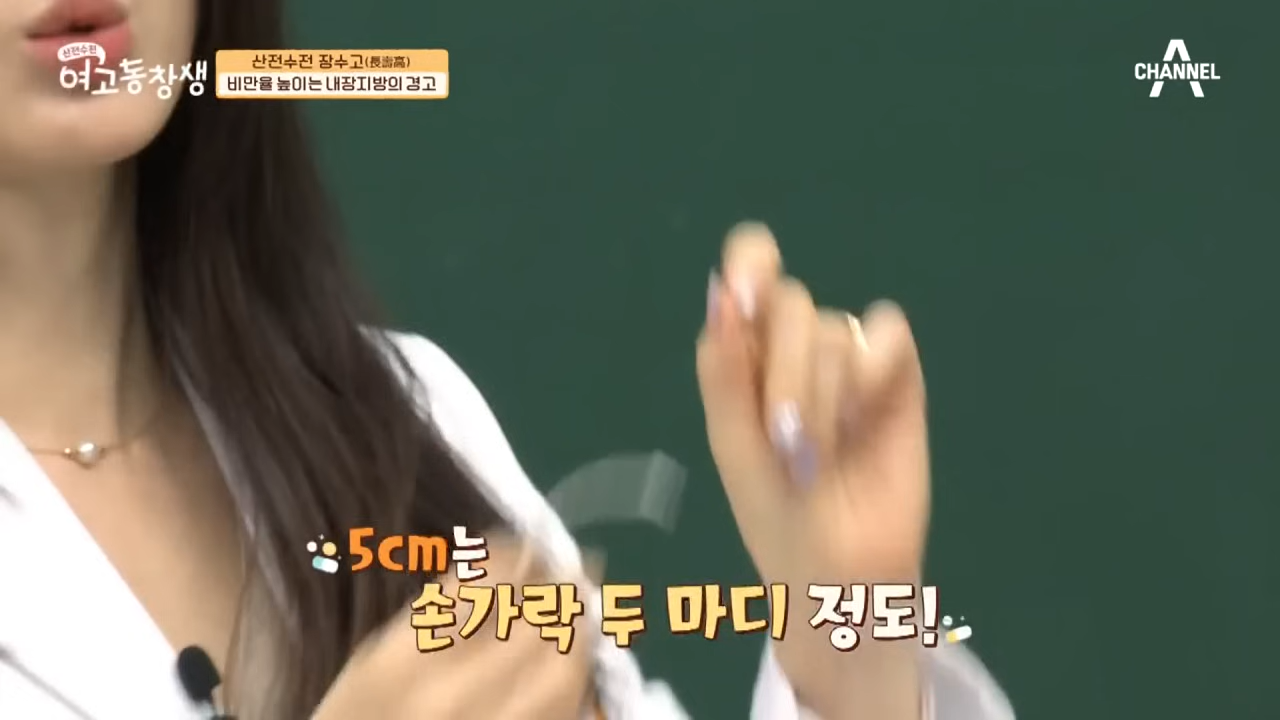 산전수전
여고동창생
산전수전 장수고(長壽高)
비만율 높이는 내장지방의 경고
CHANNEL A
5cm는
손가락 두 마디 정도!